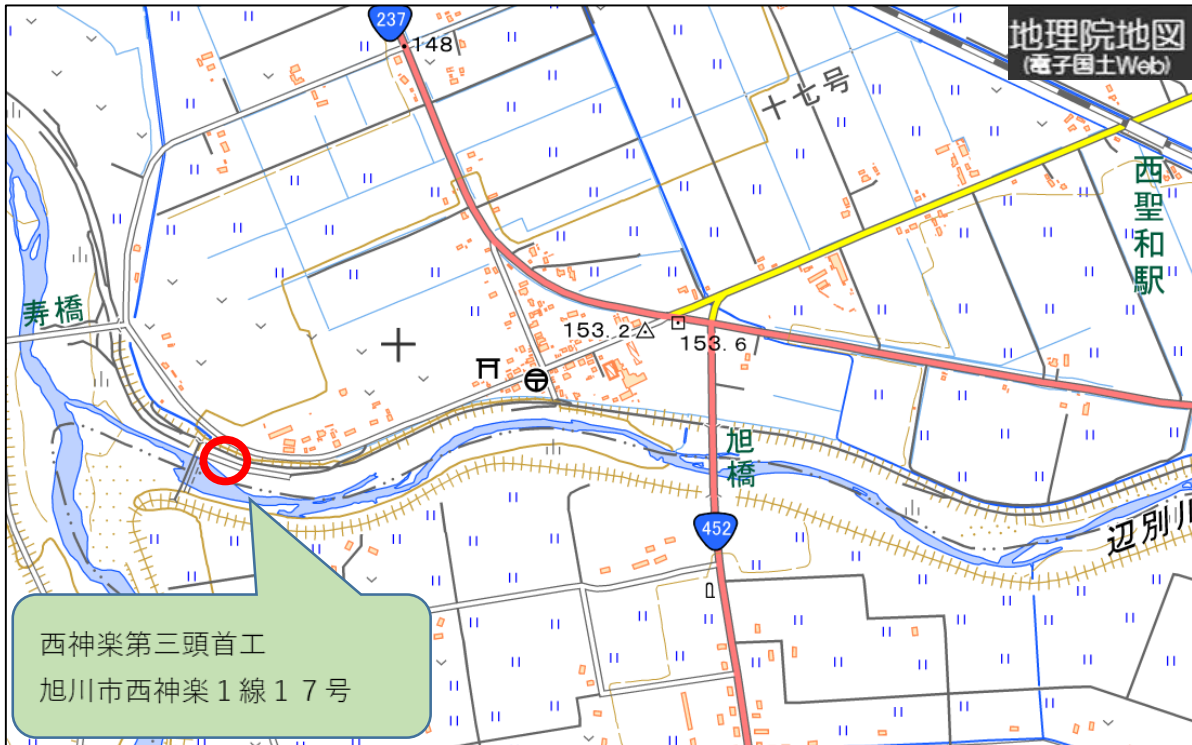 237
148
地理院地図
(電子国土Web)
十七号
西聖和駅
寿橋
153.2
153.6
旭橋
452
辺別川
西神楽第三頭首工
旭川市西神楽1線17号